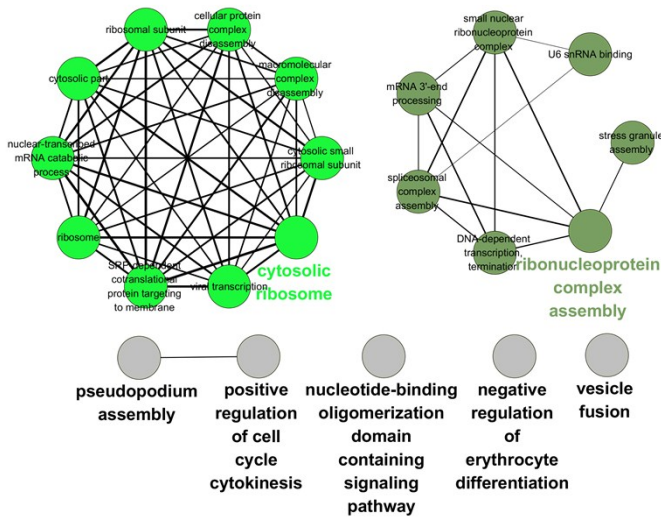 cellular protein
complex
disassembly
ribosomal subunit
macromolecular
complex
disassembly
cytosolic part
nuclear-transcribed
mRNA catabolic
process
cytosolic small
ribosomal subunit
ribosome
cytosolic
ribosome
SRP-dependent
cotranslational
protein targeting
to membrane
viral transcription
small nuclear
ribonucleoprotein
complex
U6 snRNA binding
mRNA 3'-end
processing
stress granule
assembly
spliceosomal
complex
assembly
DNA-dependent
transcription,
termination
ribonucleoprotein
complex
assembly
pseudopodium
assembly
positive
regulation
of cell
cycle
cytokinesis
nucleotide-binding
oligomerization
domain
containing
signaling
pathway
negative
regulation
of
erythrocyte
differentiation
vesicle
fusion